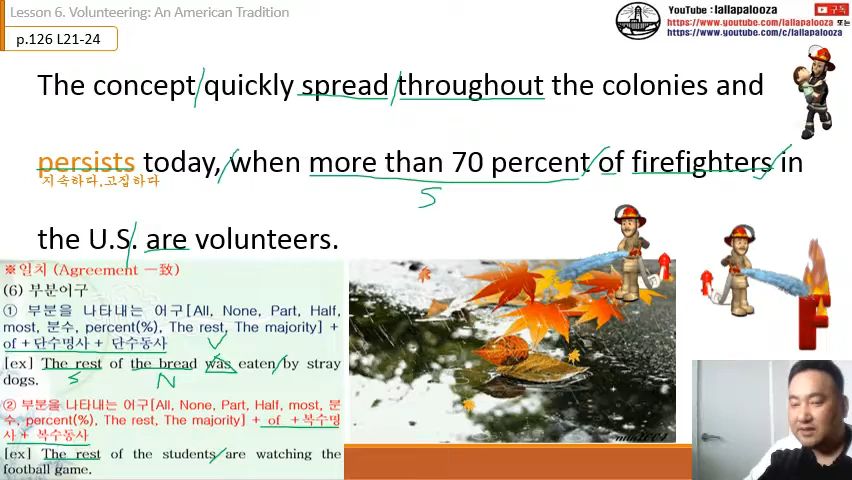 Lesson 6. Volunteering: An American Tradition
p.126 L21-24
YouTube : lallapalooza
구독
https://www.youtube.com/lallapalooza 또는
https://www.youtube.com/c/lallapalooza
The concept quickly spread throughout the colonies and
persists today, when more than 70 percent of firefighters in
지속하다,고집하다
S
the U.S. are volunteers.
※일치 (Agreement 一致)
(6) 부분이구
① 부분을 나타내는 어구[All, None, Part, Half,
most, 분수, percent(%), The rest, The majority] +
of + 단수명사 + 단수동사
V
[ex] The rest of the bread was eaten by stray
S N
dogs.
② 부분을 나타내는 어구[All, None, Part, Half, most, 분
수, percent(%), The rest, The majority] + of + 복수명
사 + 복수동사
[ex] The rest of the students are watching the
football game.
F